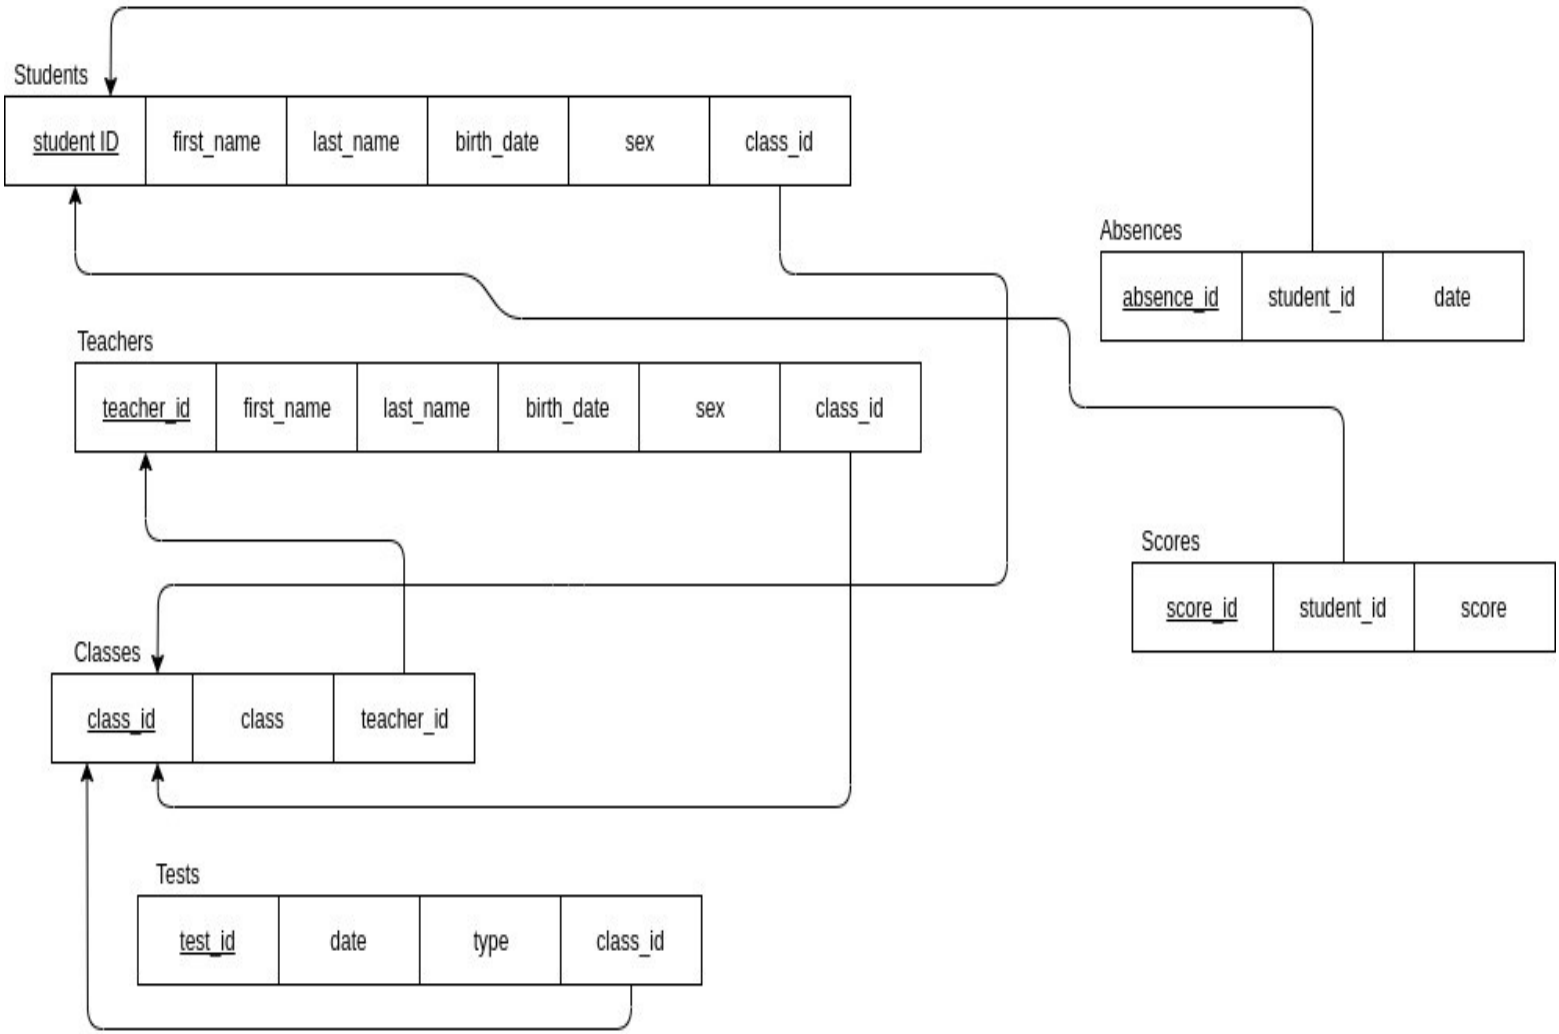 Students
student ID first_name last_name birth_date sex class_id
Absences
absence_id student_id date
Teachers
teacher_id first_name last_name birth_date sex class_id
Scores
score_id student_id score
Classes
class_id class teacher_id
Tests
test_id date type class_id